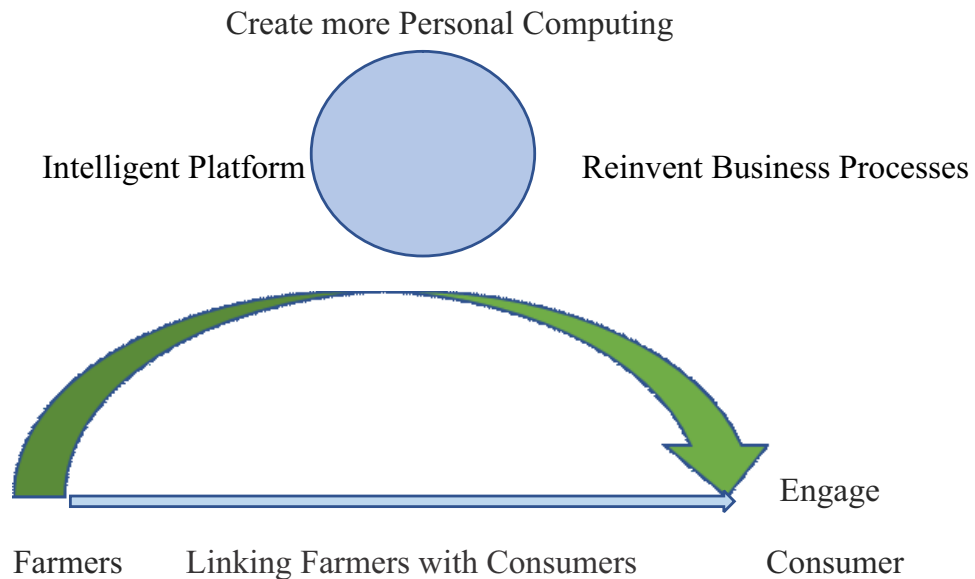 Create more Personal Computing
Intelligent Platform
Reinvent Business Processes
Engage
Farmers
Linking Farmers with Consumers
Consumer